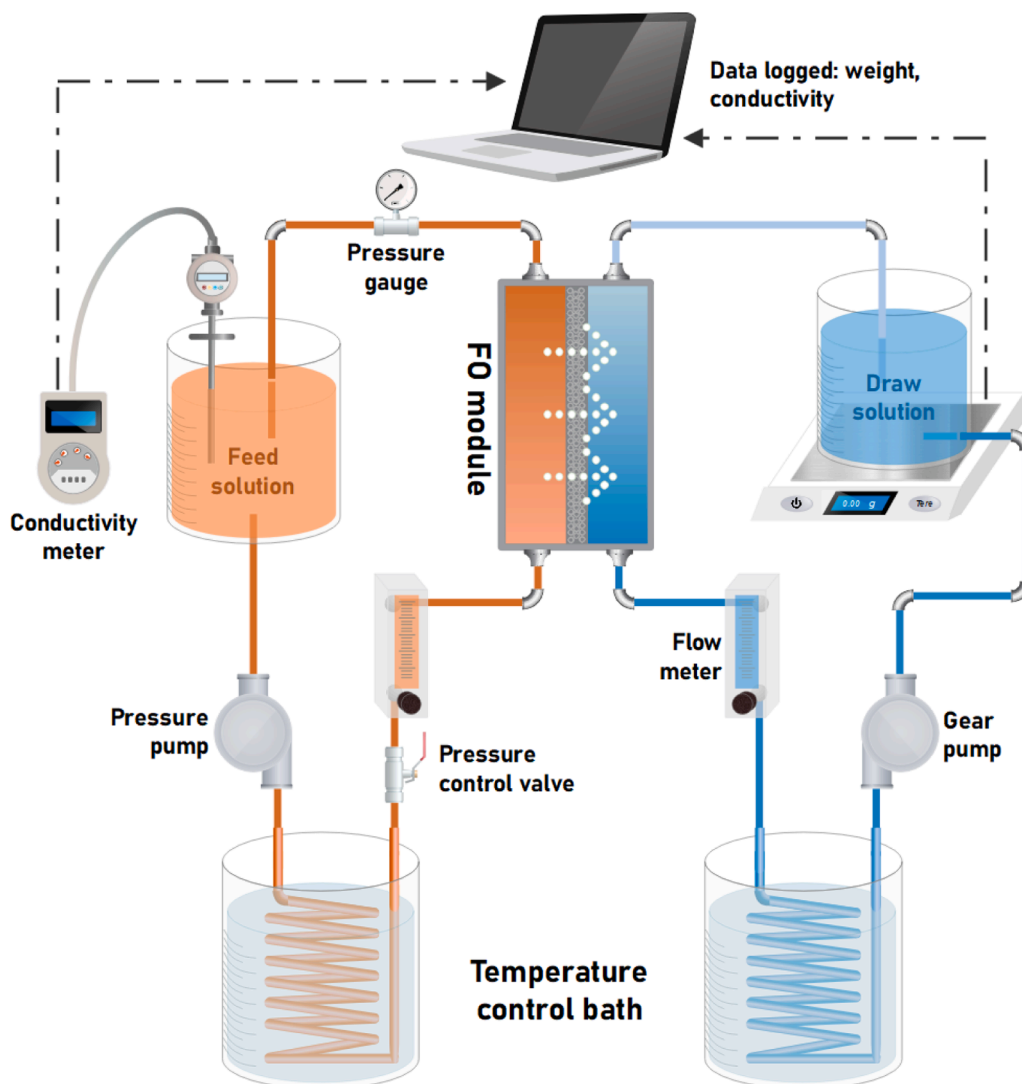 Data logged: weight,
conductivity
Pressure
gauge
FO module
Feed
solution
Draw
solution
0.00 g
Tere
Conductivity
meter
Flow
meter
Pressure
pump
Pressure
control valve
Gear
pump
Temperature
control bath